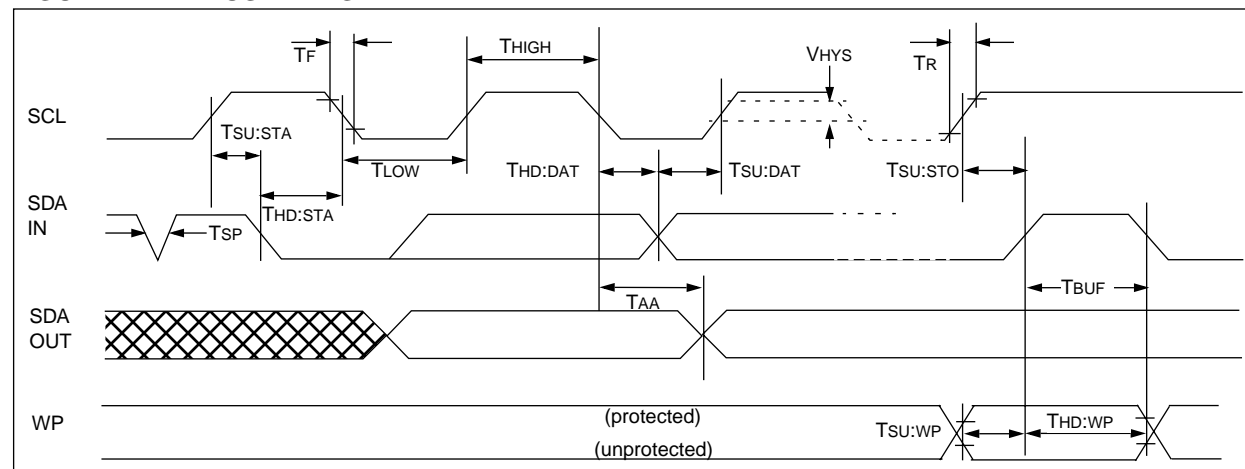 TF
THIGH
VHYS
TR
SCL
TSU:STA
TLOW
THD:DAT
TSU:DAT
TSU:STO
SDA
IN
THD:STA
TSP
TBUF
SDA
OUT
TAA
WP
(protected)
(unprotected)
TSU:WP
THD:WP